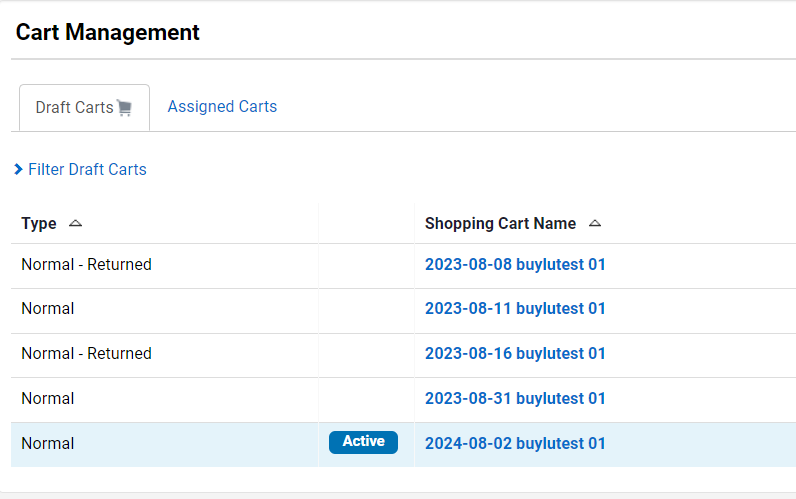 Cart Management
Draft Carts
Assigned Carts
Filter Draft Carts
Type Shopping Cart Name
Normal - Returned 2023-08-08 buylutest 01
Normal 2023-08-11 buylutest 01
Normal - Returned 2023-08-16 buylutest 01
Normal 2023-08-31 buylutest 01
Normal Active 2024-08-02 buylutest 01